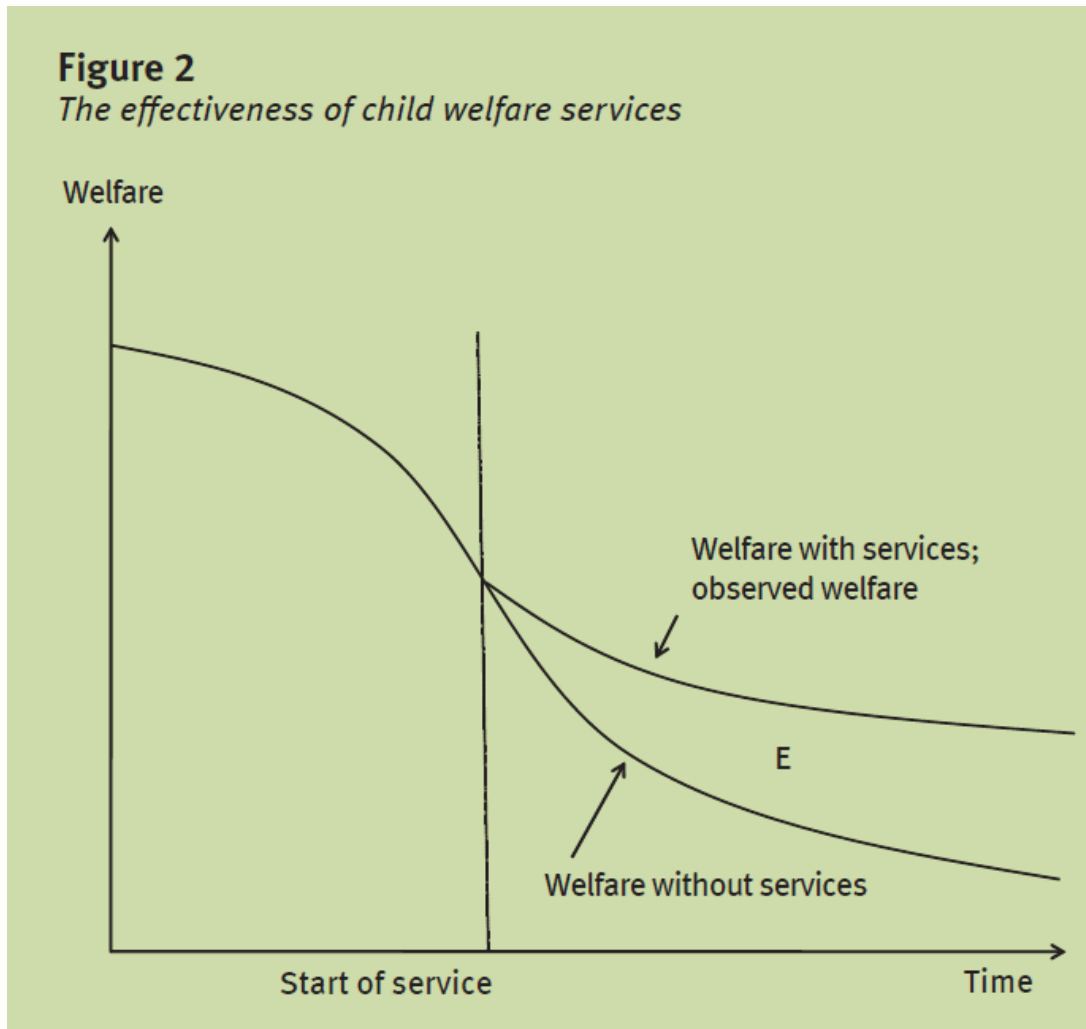 Figure 2
The effectiveness of child welfare services
Welfare
Welfare with services;
observed welfare
E
Welfare without services
Start of service
Time